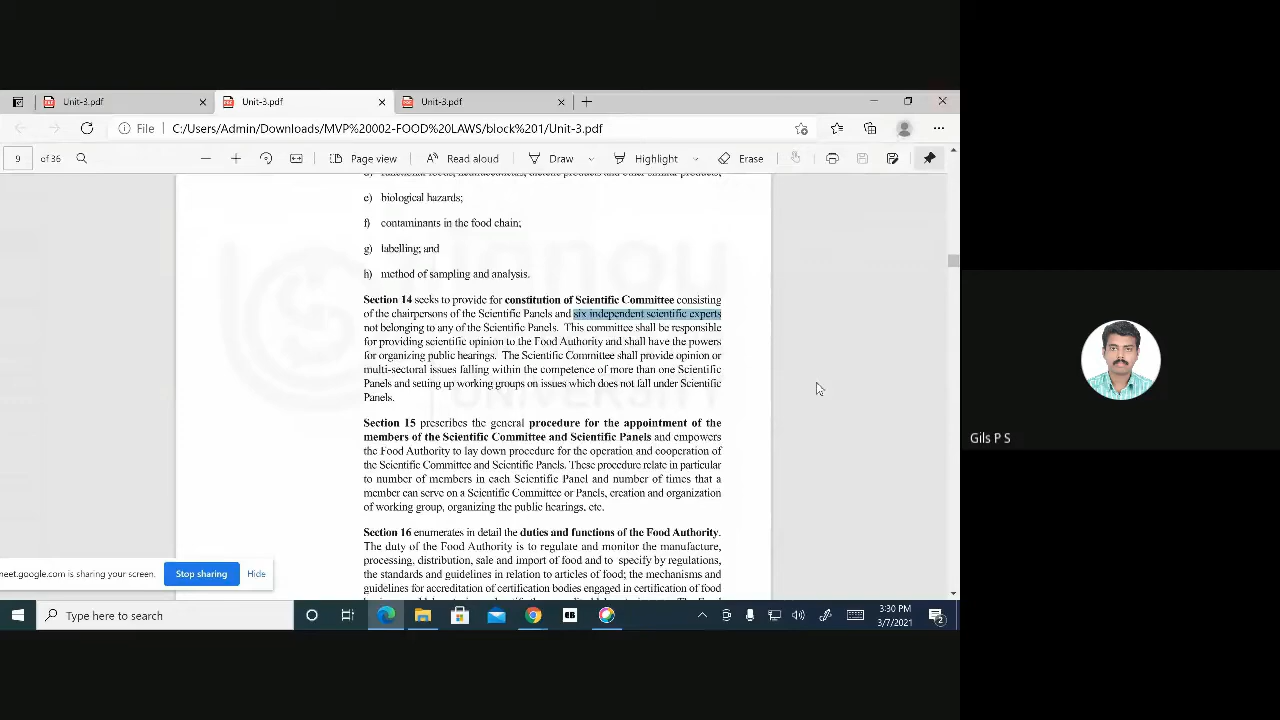 Unit-3.pdf
Unit-3.pdf
Unit-3.pdf
File
C:/Users/Admin/Downloads/MVP%20002-FOOD%20LAWS/block%201/Unit-3.pdf
9 of 36
Page view
Read aloud
Draw
Highlight
Erase
d) functional foods, neutraceuticals, dietetic products and other similar products;
e) biological hazards;
f) contaminants in the food chain;
g) labelling; and
h) method of sampling and analysis.
Section 14 seeks to provide for constitution of Scientific Committee consisting
of the chairpersons of the Scientific Panels and six independent scientific experts
not belonging to any of the Scientific Panels. This committee shall be responsible
for providing scientific opinion to the Food Authority and shall have the powers
for organizing public hearings. The Scientific Committee shall provide opinion or
multi-sectoral issues falling within the competence of more than one Scientific
Panels and setting up working groups on issues which does not fall under Scientific
Panels.
Section 15 prescribes the general procedure for the appointment of the
members of the Scientific Committee and Scientific Panels and empowers
the Food Authority to lay down procedure for the operation and cooperation of
the Scientific Committee and Scientific Panels. These procedure relate in particular
to number of members in each Scientific Panel and number of times that a
member can serve on a Scientific Committee or Panels, creation and organization
of working group, organizing the public hearings, etc.
Section 16 enumerates in detail the duties and functions of the Food Authority.
The duty of the Food Authority is to regulate and monitor the manufacture,
processing, distribution, sale and import of food and to specify by regulations,
the standards and guidelines in relation to articles of food; the mechanisms and
guidelines for accreditation of certification bodies engaged in certification of food
ignou
UNIVERSITY
meet.google.com is sharing your screen.
Stop sharing
Hide
Gils P S
Type here to search
3:30 PM
3/7/2021
2